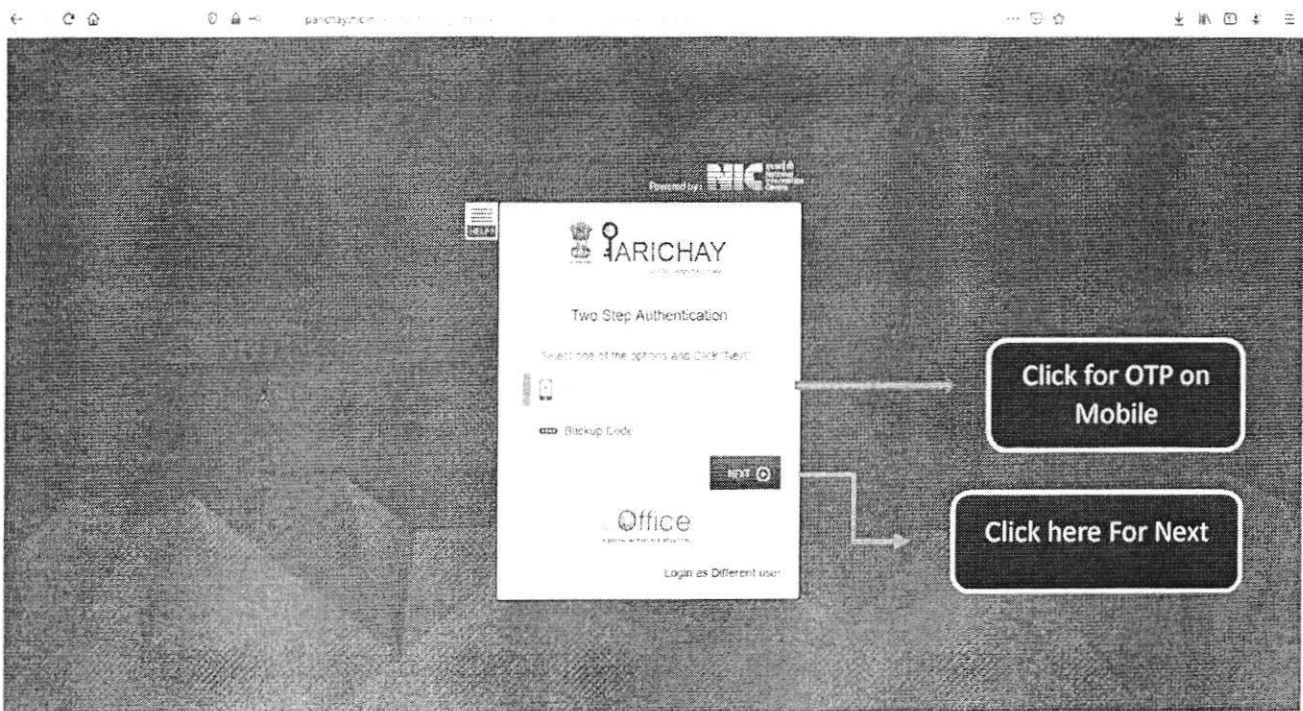 Powered by:
NIC
HELP?
PARICHAY
Two Step Authentication
Select one of the options and Click "Next"
Backup Code
NEXT
Office
Login as Different user
Click for OTP on
Mobile
Click here For Next